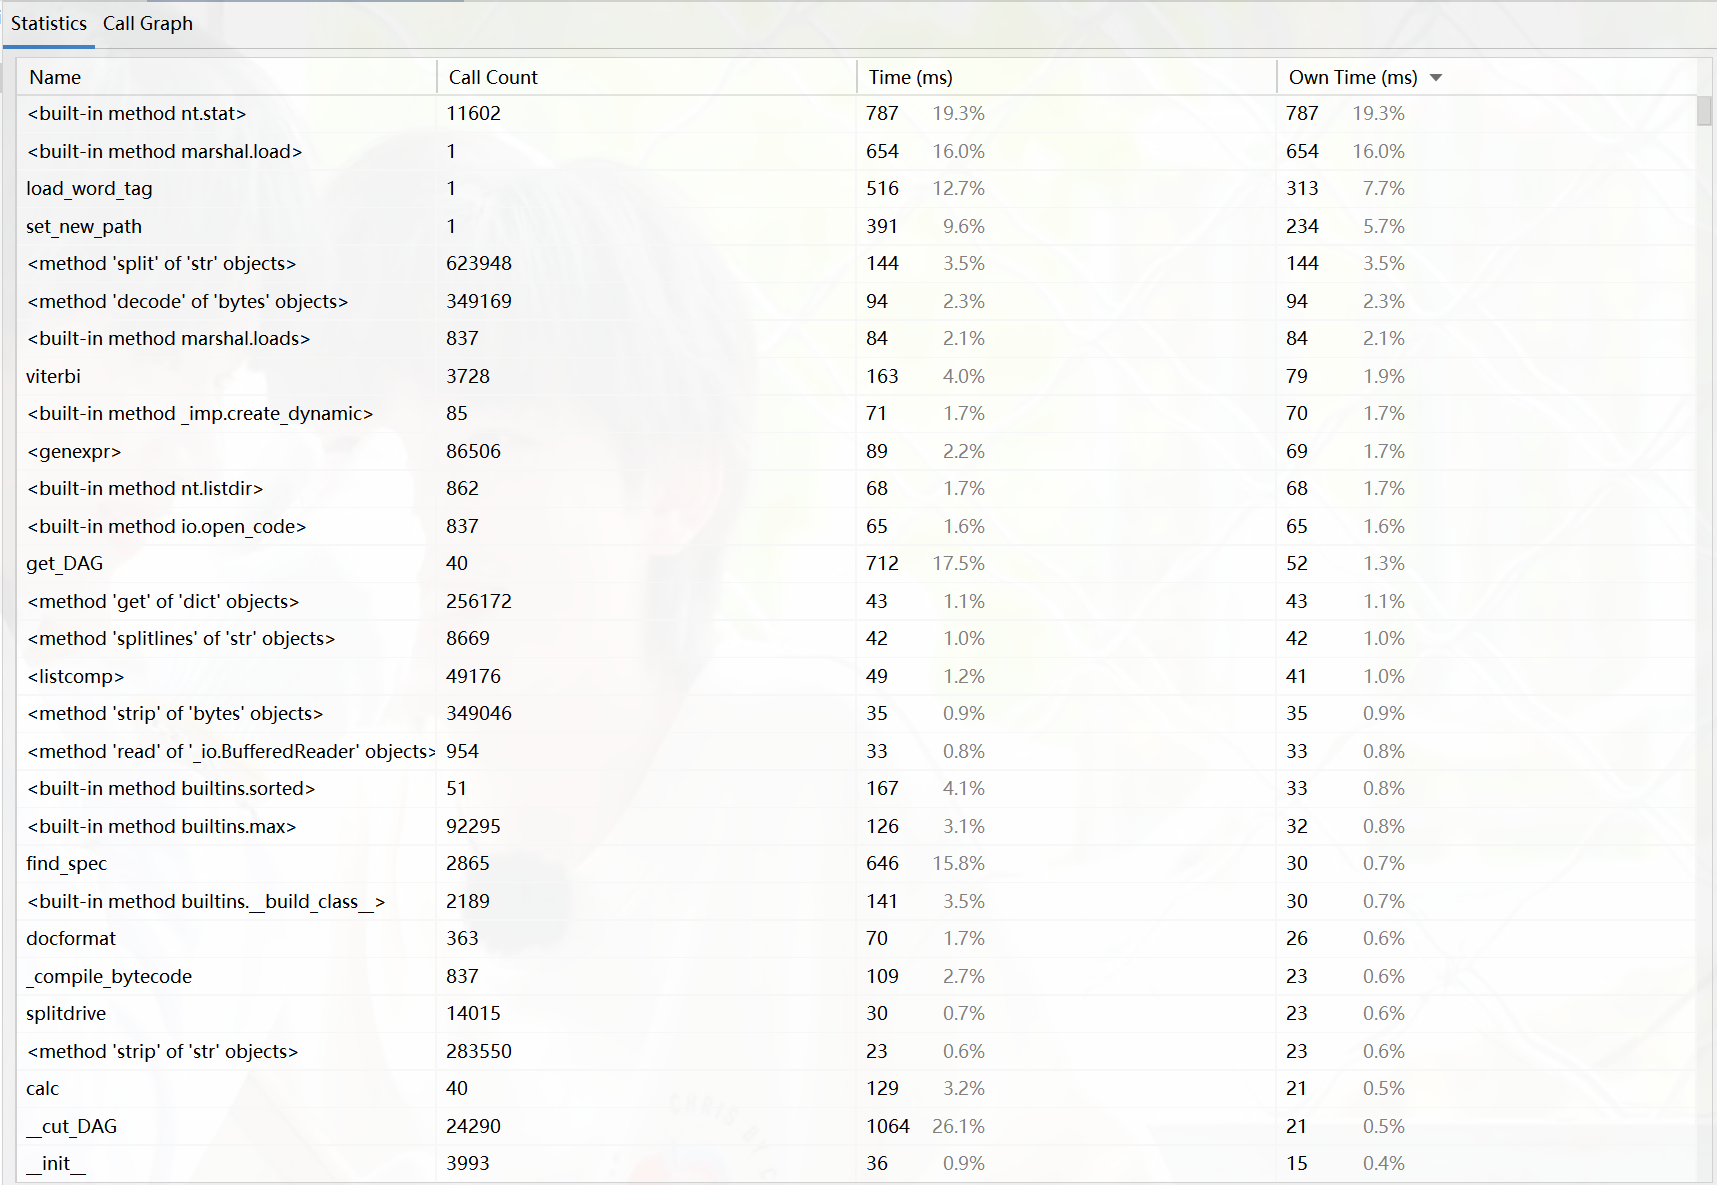 Statistics Call Graph
Name Call Count Time (ms) Own Time (ms)
<built-in method nt.stat> 11602 787 19.3% 787 19.3%
<built-in method marshal.load> 1 654 16.0% 654 16.0%
load_word_tag 1 516 12.7% 313 7.7%
set_new_path 1 391 9.6% 234 5.7%
<method 'split' of 'str' objects> 623948 144 3.5% 144 3.5%
<method 'decode' of 'bytes' objects> 349169 94 2.3% 94 2.3%
<built-in method marshal.loads> 837 84 2.1% 84 2.1%
viterbi 3728 163 4.0% 79 1.9%
<built-in method _imp.create_dynamic> 85 71 1.7% 70 1.7%
<genexpr> 86506 89 2.2% 69 1.7%
<built-in method nt.listdir> 862 68 1.7% 68 1.7%
<built-in method io.open_code> 837 65 1.6% 65 1.6%
get_DAG 40 712 17.5% 52 1.3%
<method 'get' of 'dict' objects> 256172 43 1.1% 43 1.1%
<method 'splitlines' of 'str' objects> 8669 42 1.0% 42 1.0%
<listcomp> 49176 49 1.2% 41 1.0%
<method 'strip' of 'bytes' objects> 349046 35 0.9% 35 0.9%
<method 'read' of '_io.BufferedReader' objects> 954 33 0.8% 33 0.8%
<built-in method builtins.sorted> 51 167 4.1% 33 0.8%
<built-in method builtins.max> 92295 126 3.1% 32 0.8%
find_spec 2865 646 15.8% 30 0.7%
<built-in method builtins.__build_class__> 2189 141 3.5% 30 0.7%
docformat 363 70 1.7% 26 0.6%
_compile_bytecode 837 109 2.7% 23 0.6%
splitdrive 14015 30 0.7% 23 0.6%
<method 'strip' of 'str' objects> 283550 23 0.6% 23 0.6%
calc 40 129 3.2% 21 0.5%
__cut_DAG 24290 1064 26.1% 21 0.5%
__init__ 3993 36 0.9% 15 0.4%
CHRIS BY C